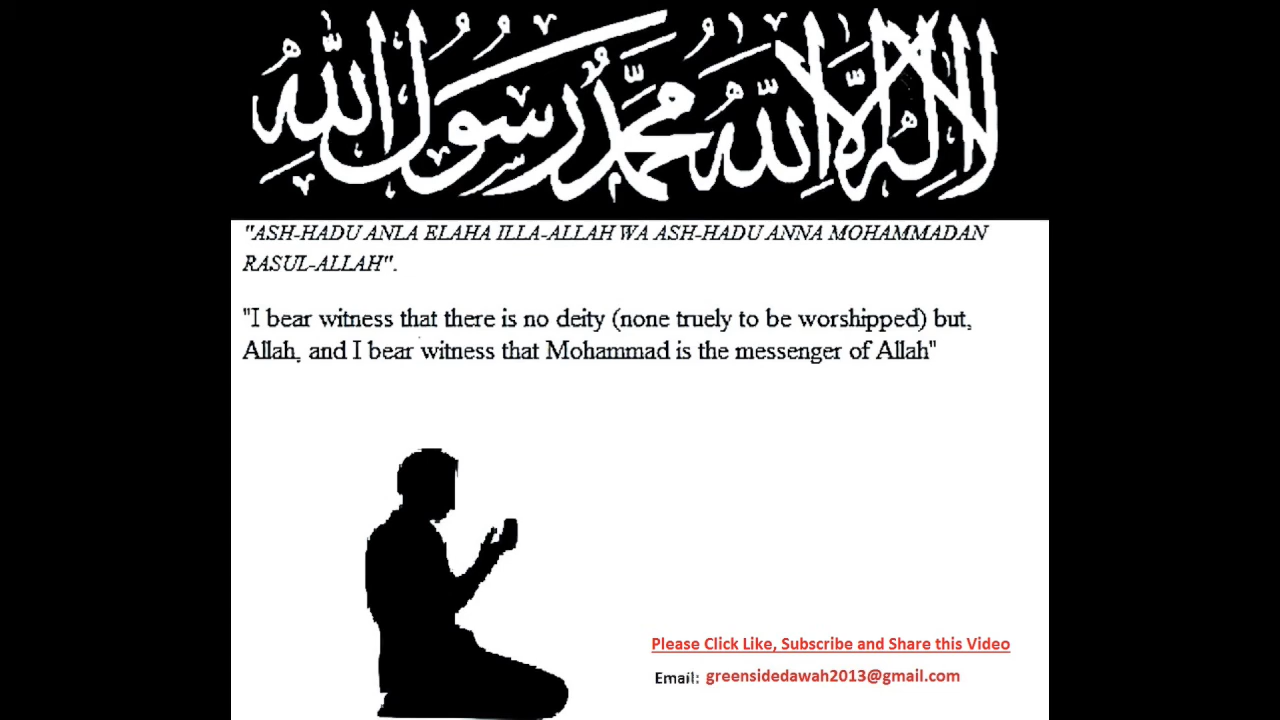 لا إله إلا الله محمد رسول الله
"ASH-HADU ANLA ELAHA ILLA-ALLAH WA ASH-HADU ANNA MOHAMMADAN
RASUL-ALLAH".
"I bear witness that there is no deity (none truely to be worshipped) but,
Allah, and I bear witness that Mohammad is the messenger of Allah"
Please Click Like, Subscribe and Share this Video
Email: greensidedawah2013@gmail.com